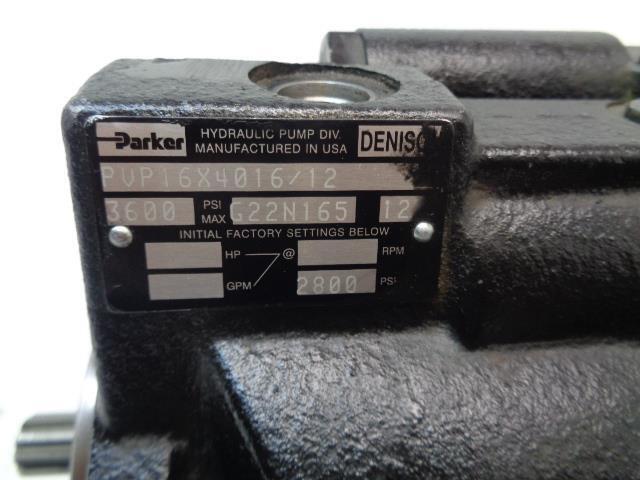 Parker HYDRAULIC PUMP DIV. DENISON
MANUFACTURED IN USA
PVP16X4016/12
3600 PSI MAX G22N165 12
INITIAL FACTORY SETTINGS BELOW
HP @ RPM
GPM 2800 PSI